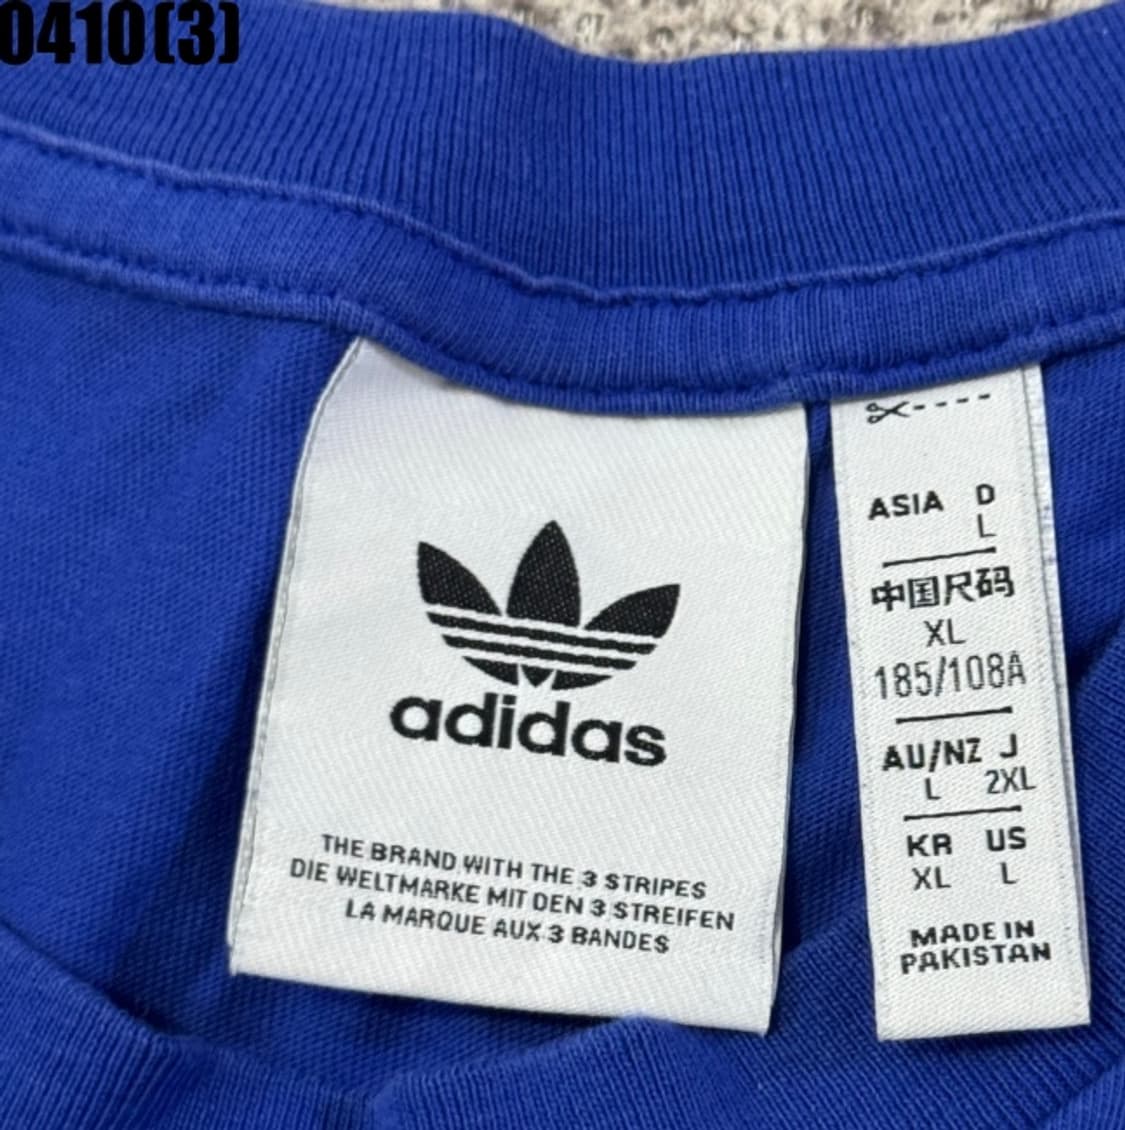 0410(3)
adidas
THE BRAND WITH THE 3 STRIPES
DIE WELTMARKE MIT DEN 3 STREIFEN
LA MARQUE AUX 3 BANDES
ASIA D
L
中国尺码
XL
185/108A
AU/NZ J
L 2XL
KR US
XL L
MADE IN
PAKISTAN